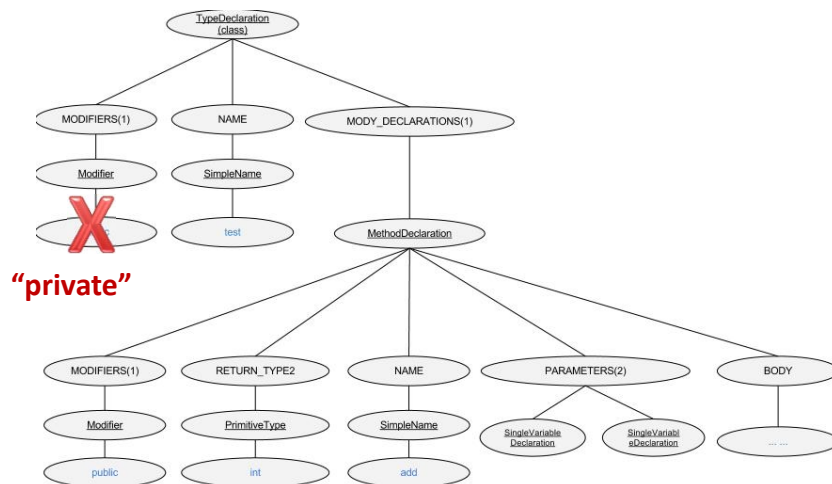 TypeDeclaration
(class)
MODIFIERS(1)
NAME
MODY_DECLARATIONS(1)
Modifier
SimpleName
test
MethodDeclaration
“private”
MODIFIERS(1)
RETURN_TYPE2
NAME
PARAMETERS(2)
BODY
Modifier
PrimitiveType
SimpleName
SingleVariable
Declaration
SingleVariabl
eDeclaration
public
int
add
... ...